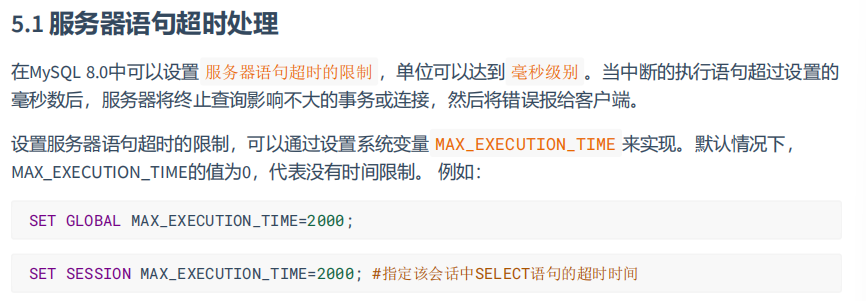 5.1 服务器语句超时处理
在MySQL 8.0中可以设置 服务器语句超时的限制 ，单位可以达到 毫秒级别 。当中断的执行语句超过设置的
毫秒数后，服务器将终止查询影响不大的事务或连接，然后将错误报给客户端。
设置服务器语句超时的限制，可以通过设置系统变量 MAX_EXECUTION_TIME 来实现。默认情况下，
MAX_EXECUTION_TIME的值为0，代表没有时间限制。 例如：
SET GLOBAL MAX_EXECUTION_TIME=2000;
SET SESSION MAX_EXECUTION_TIME=2000; #指定该会话中SELECT语句的超时时间